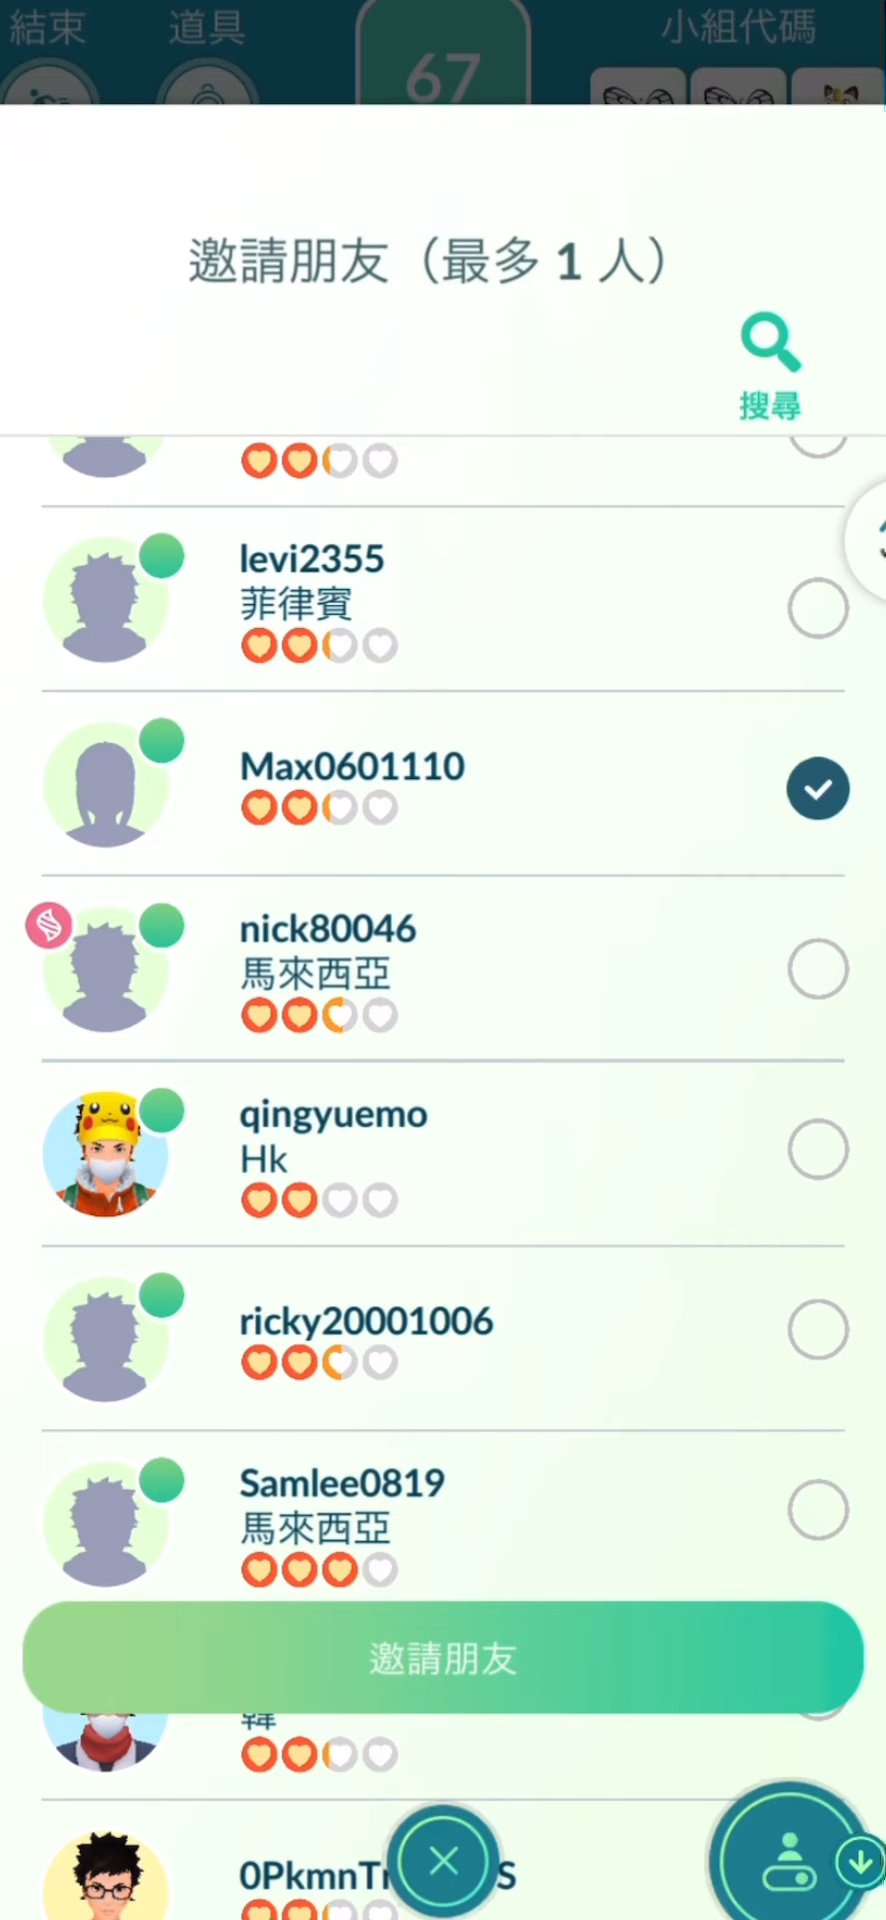 結束
道具
67
小組代碼
邀請朋友（最多 1 人）
搜尋
levi2355
菲律賓
Max0601110
nick80046
馬來西亞
qingyuemo
Hk
ricky20001006
Samlee0819
馬來西亞
邀請朋友
韓